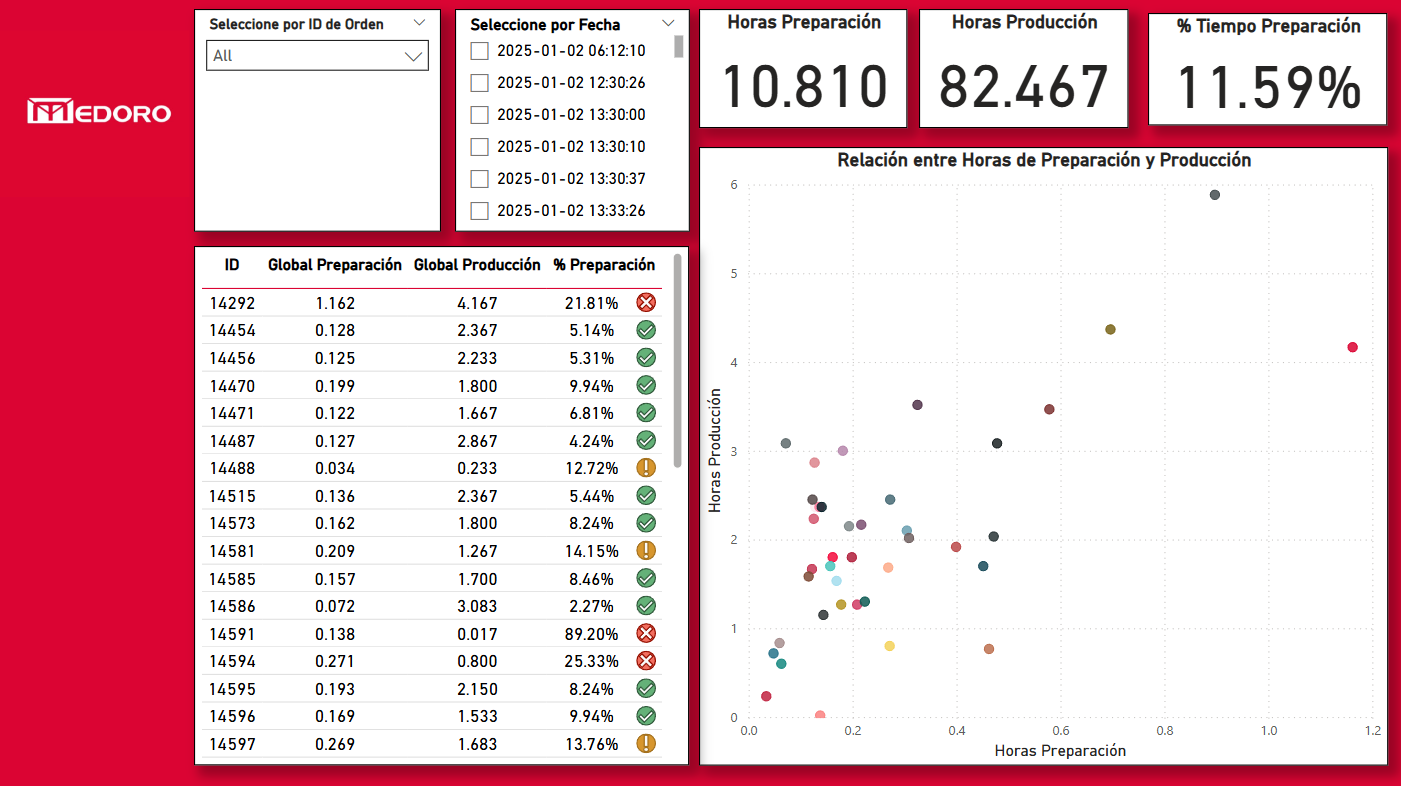 MEDORO
Seleccione por ID de Orden
All
Seleccione por Fecha
2025-01-02 06:12:10
2025-01-02 12:30:26
2025-01-02 13:30:00
2025-01-02 13:30:10
2025-01-02 13:30:37
2025-01-02 13:33:26
Horas Preparación
10.810
Horas Producción
82.467
% Tiempo Preparación
11.59%
ID Global Preparación Global Producción % Preparación
14292 1.162 4.167 21.81%
14454 0.128 2.367 5.14%
14456 0.125 2.233 5.31%
14470 0.199 1.800 9.94%
14471 0.122 1.667 6.81%
14487 0.127 2.867 4.24%
14488 0.034 0.233 12.72%
14515 0.136 2.367 5.44%
14573 0.162 1.800 8.24%
14581 0.209 1.267 14.15%
14585 0.157 1.700 8.46%
14586 0.072 3.083 2.27%
14591 0.138 0.017 89.20%
14594 0.271 0.800 25.33%
14595 0.193 2.150 8.24%
14596 0.169 1.533 9.94%
14597 0.269 1.683 13.76%
Relación entre Horas de Preparación y Producción
Horas Producción
6
5
4
3
2
1
0
0.0 0.2 0.4 0.6 0.8 1.0 1.2
Horas Preparación